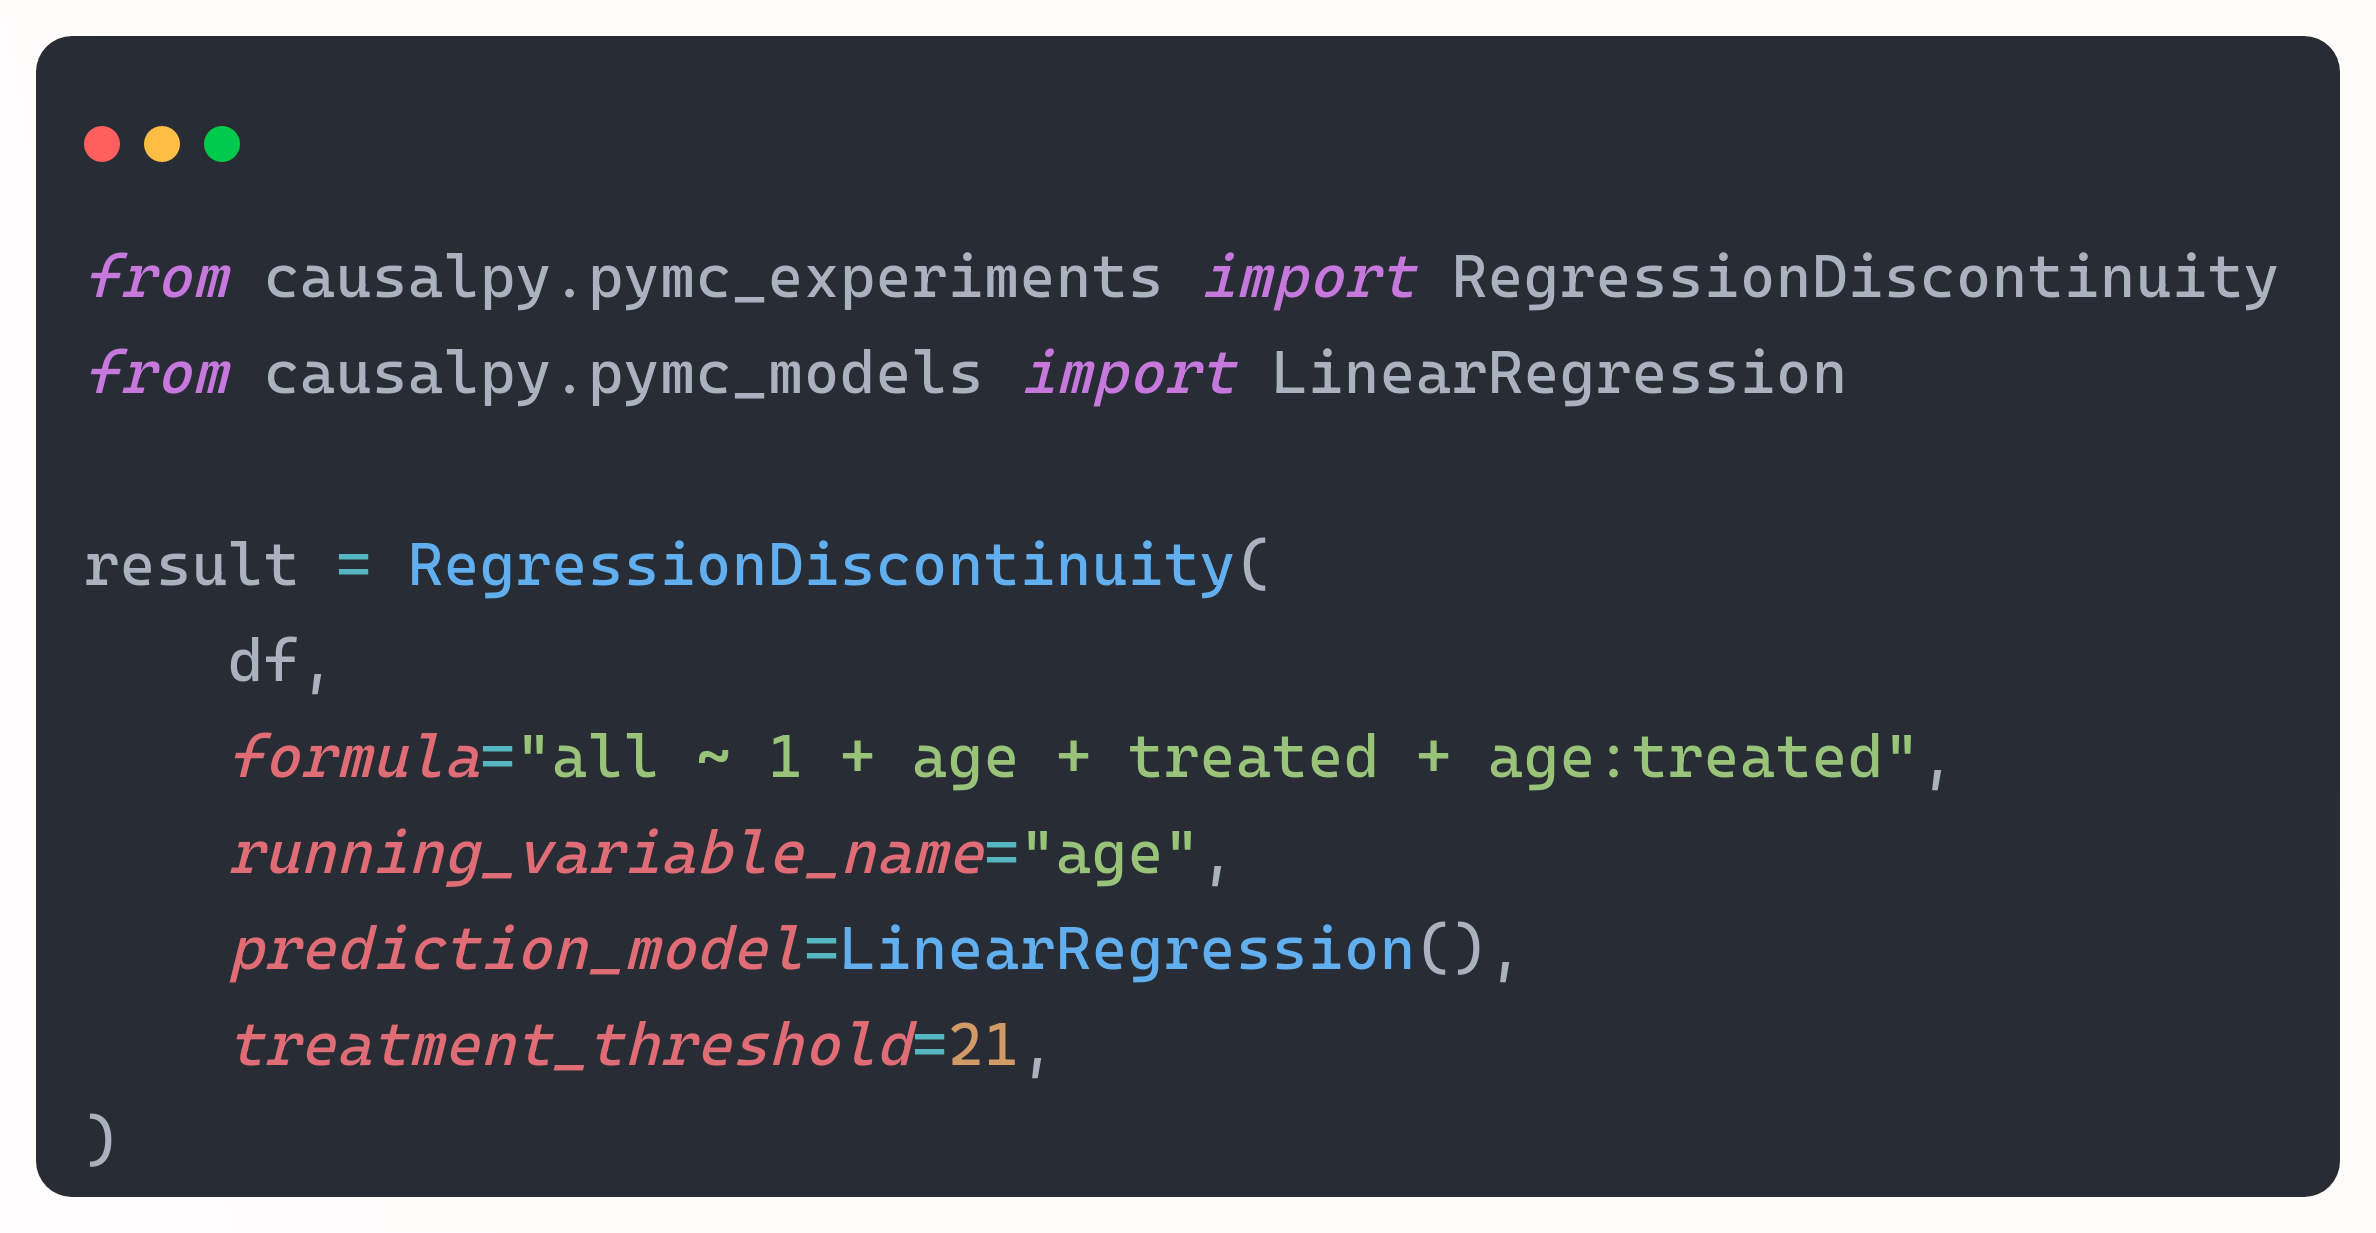 from causalpy.pymc_experiments import RegressionDiscontinuity
from causalpy.pymc_models import LinearRegression

result = RegressionDiscontinuity(
    df,
    formula="all ~ 1 + age + treated + age:treated",
    running_variable_name="age",
    prediction_model=LinearRegression(),
    treatment_threshold=21,
)